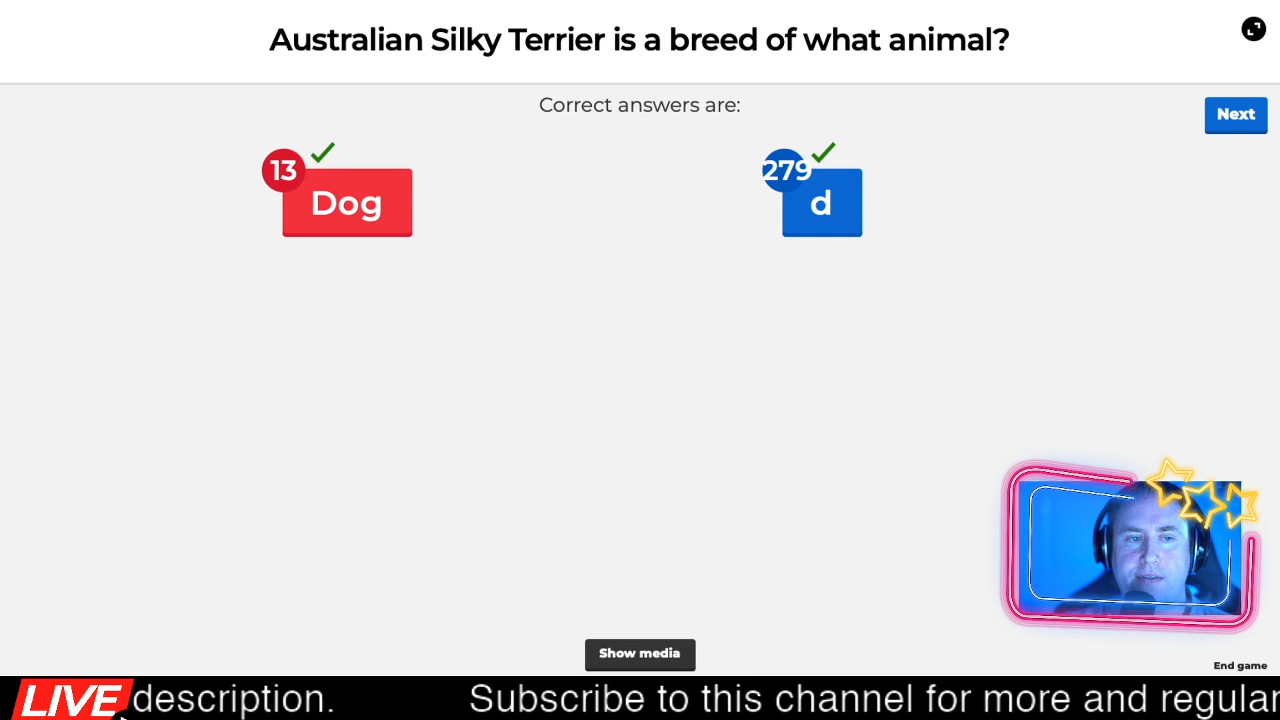 Australian Silky Terrier is a breed of what animal?
Correct answers are:
Next
13
Dog
279
d
Show media
End game
LIVE description. Subscribe to this channel for more and regular